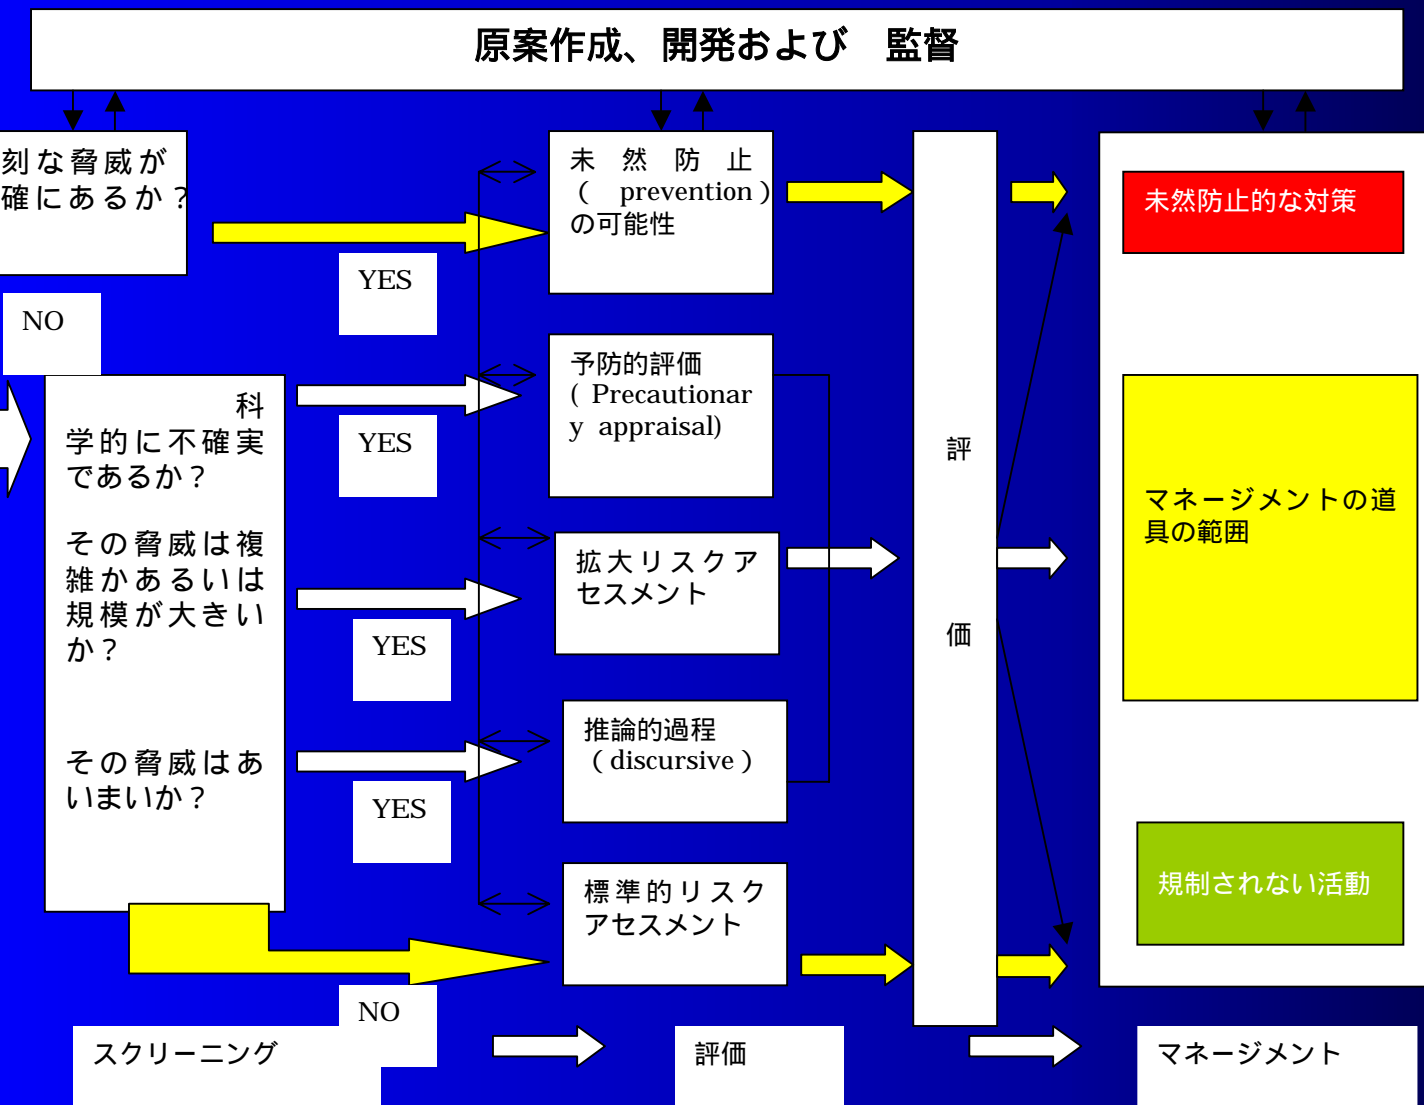 原案作成、開発および　監督
刻な脅威が
確にあるか？
未然防止
（ prevention）
の可能性
未然防止的な対策
YES
NO
予防的評価
( Precautionar
y appraisal)
科
学的に不確実
であるか？
YES
評
マネージメントの道
具の範囲
その脅威は複
雑かあるいは
規模が大きい
か？
拡大リスクア
セスメント
YES
価
推論的過程
（discursive）
その脅威はあ
いまいか？
YES
標準的リスク
アセスメント
規制されない活動
NO
スクリーニング
評価
マネージメント